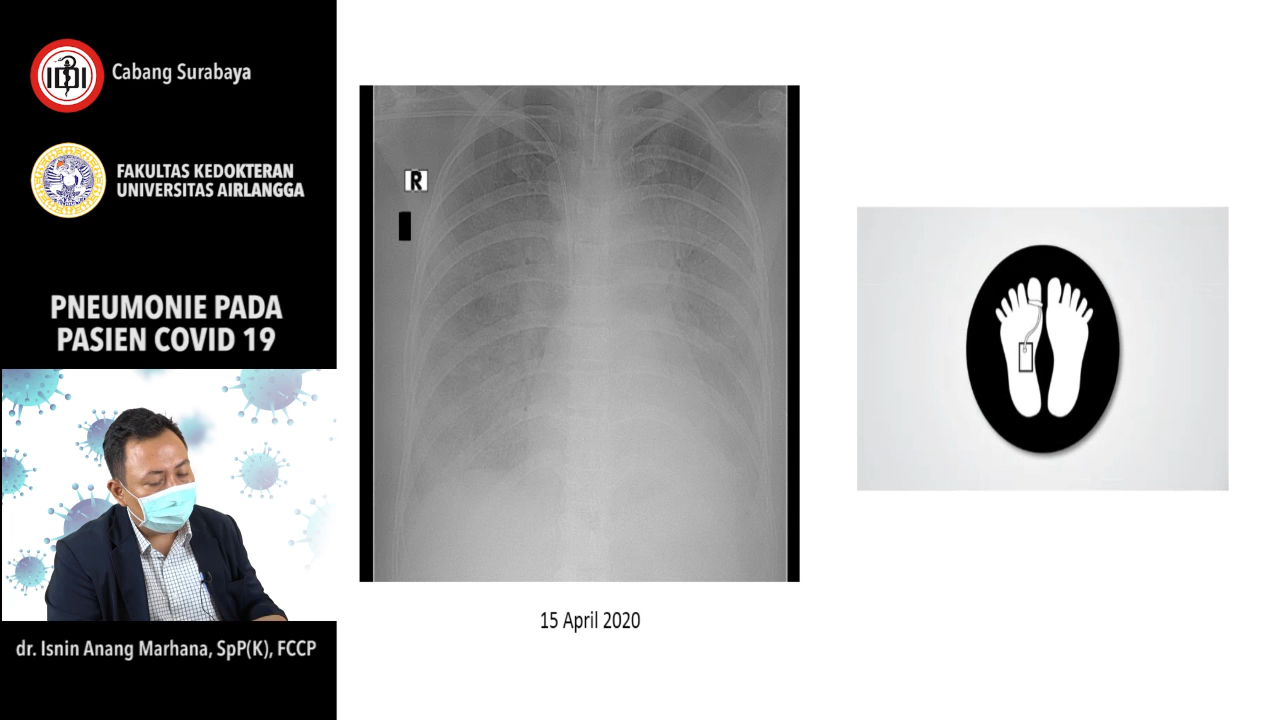 IDI
Cabang Surabaya
FAKULTAS KEDOKTERAN
UNIVERSITAS AIRLANGGA
PNEUMONIE PADA
PASIEN COVID 19
dr. Isnin Anang Marhana, SpP(K), FCCP
R
15 April 2020